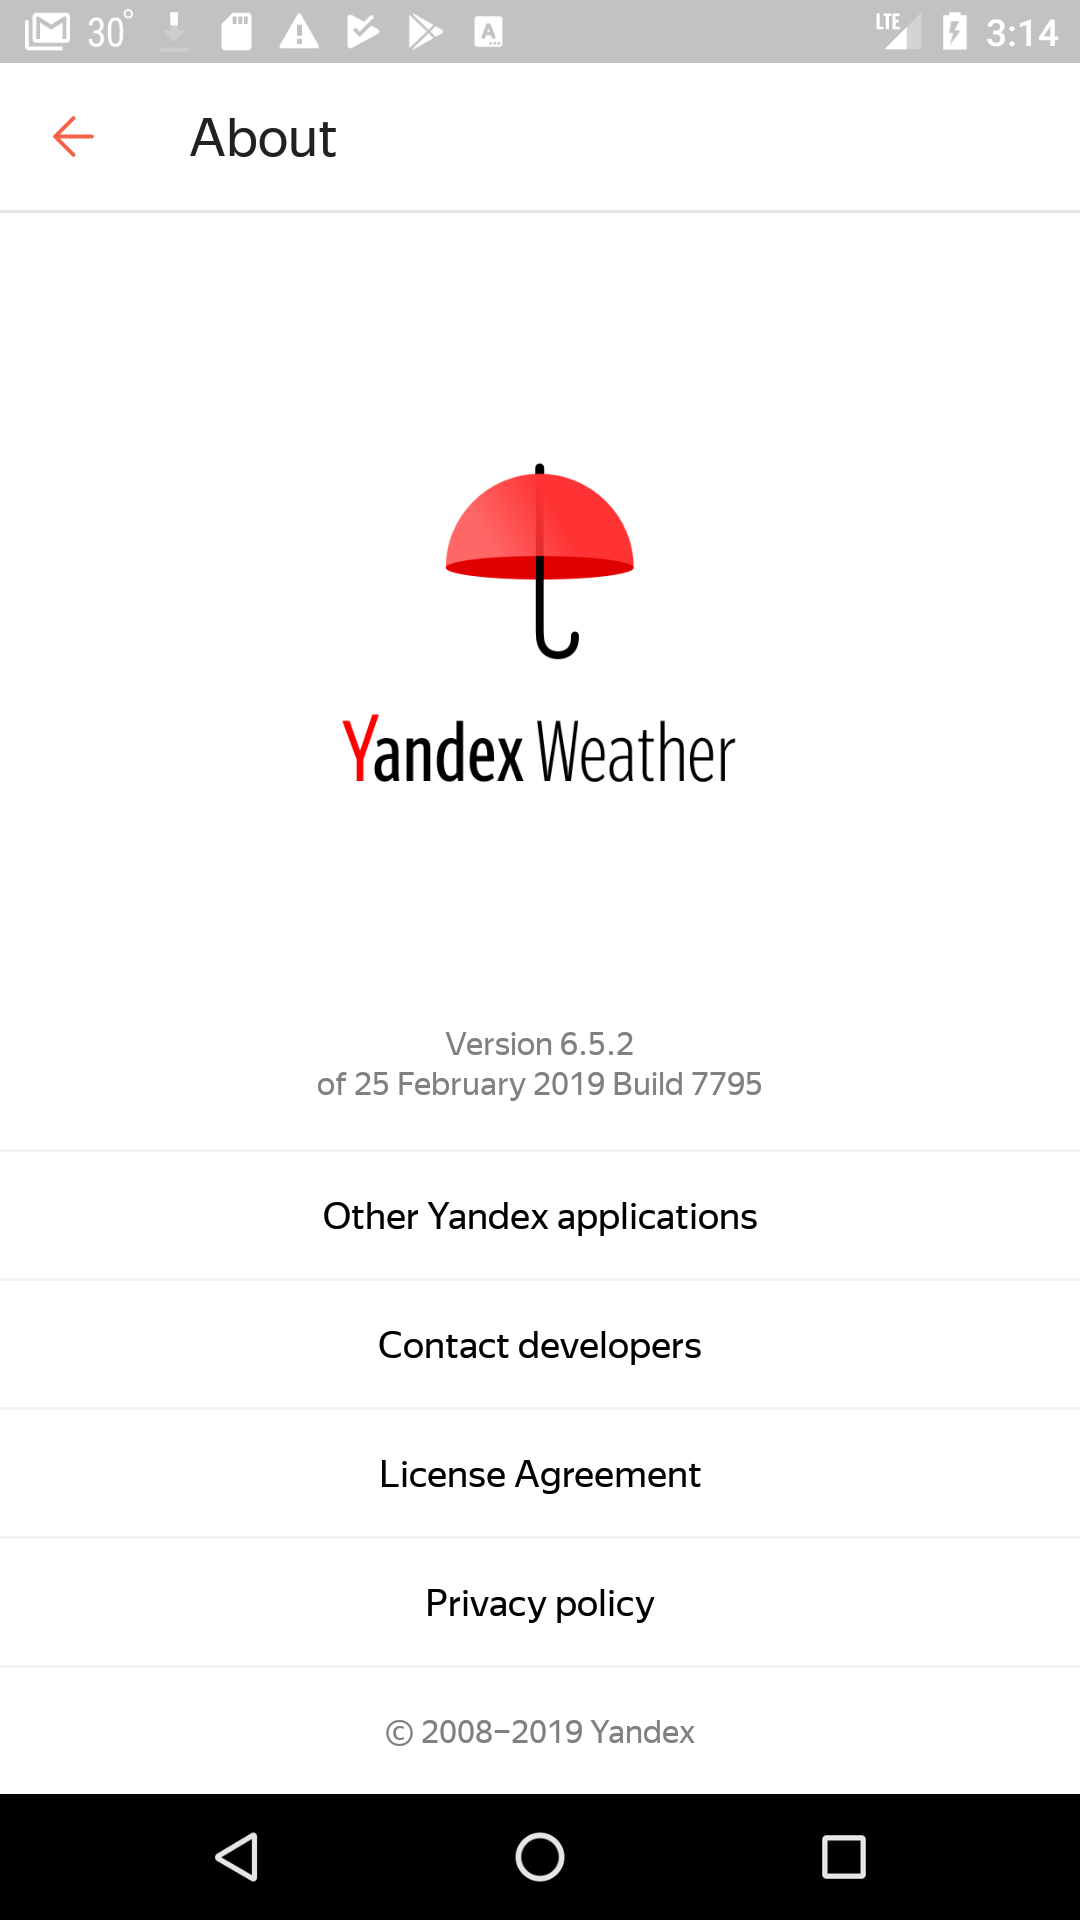 30° LTE 3:14
About
Yandex Weather
Version 6.5.2
of 25 February 2019 Build 7795
Other Yandex applications
Contact developers
License Agreement
Privacy policy
© 2008–2019 Yandex